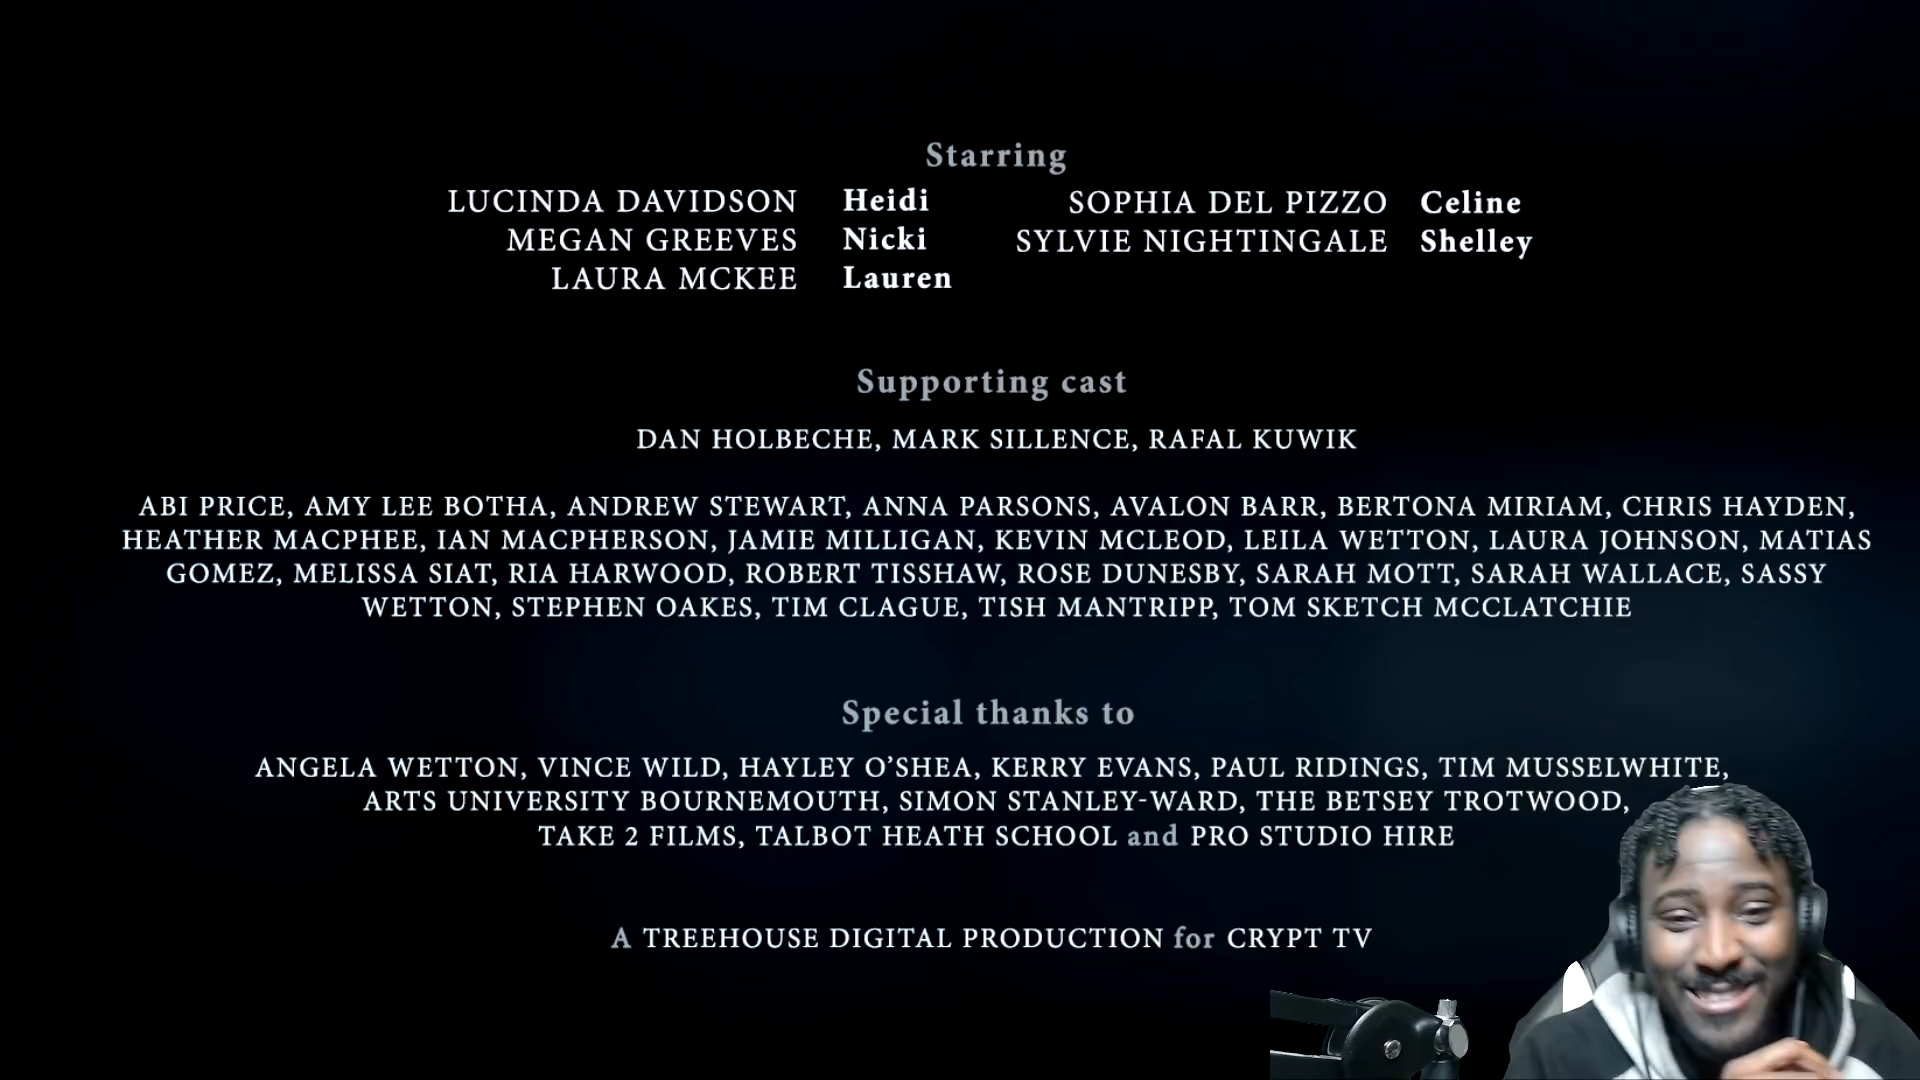 Starring
LUCINDA DAVIDSON Heidi SOPHIA DEL PIZZO Celine
MEGAN GREEVES Nicki SYLVIE NIGHTINGALE Shelley
LAURA MCKEE Lauren
Supporting cast
DAN HOLBECHE, MARK SILLENCE, RAFAL KUWIK
ABI PRICE, AMY LEE BOTHA, ANDREW STEWART, ANNA PARSONS, AVALON BARR, BERTONA MIRIAM, CHRIS HAYDEN,
HEATHER MACPHEE, IAN MACPHERSON, JAMIE MILLIGAN, KEVIN MCLEOD, LEILA WETTON, LAURA JOHNSON, MATIAS
GOMEZ, MELISSA SIAT, RIA HARWOOD, ROBERT TISSHAW, ROSE DUNESBY, SARAH MOTT, SARAH WALLACE, SASSY
WETTON, STEPHEN OAKES, TIM CLAGUE, TISH MANTRIPP, TOM SKETCH MCCLATCHIE
Special thanks to
ANGELA WETTON, VINCE WILD, HAYLEY O’SHEA, KERRY EVANS, PAUL RIDINGS, TIM MUSSELWHITE,
ARTS UNIVERSITY BOURNEMOUTH, SIMON STANLEY-WARD, THE BETSEY TROTWOOD,
TAKE 2 FILMS, TALBOT HEATH SCHOOL and PRO STUDIO HIRE
A TREEHOUSE DIGITAL PRODUCTION for CRYPT TV